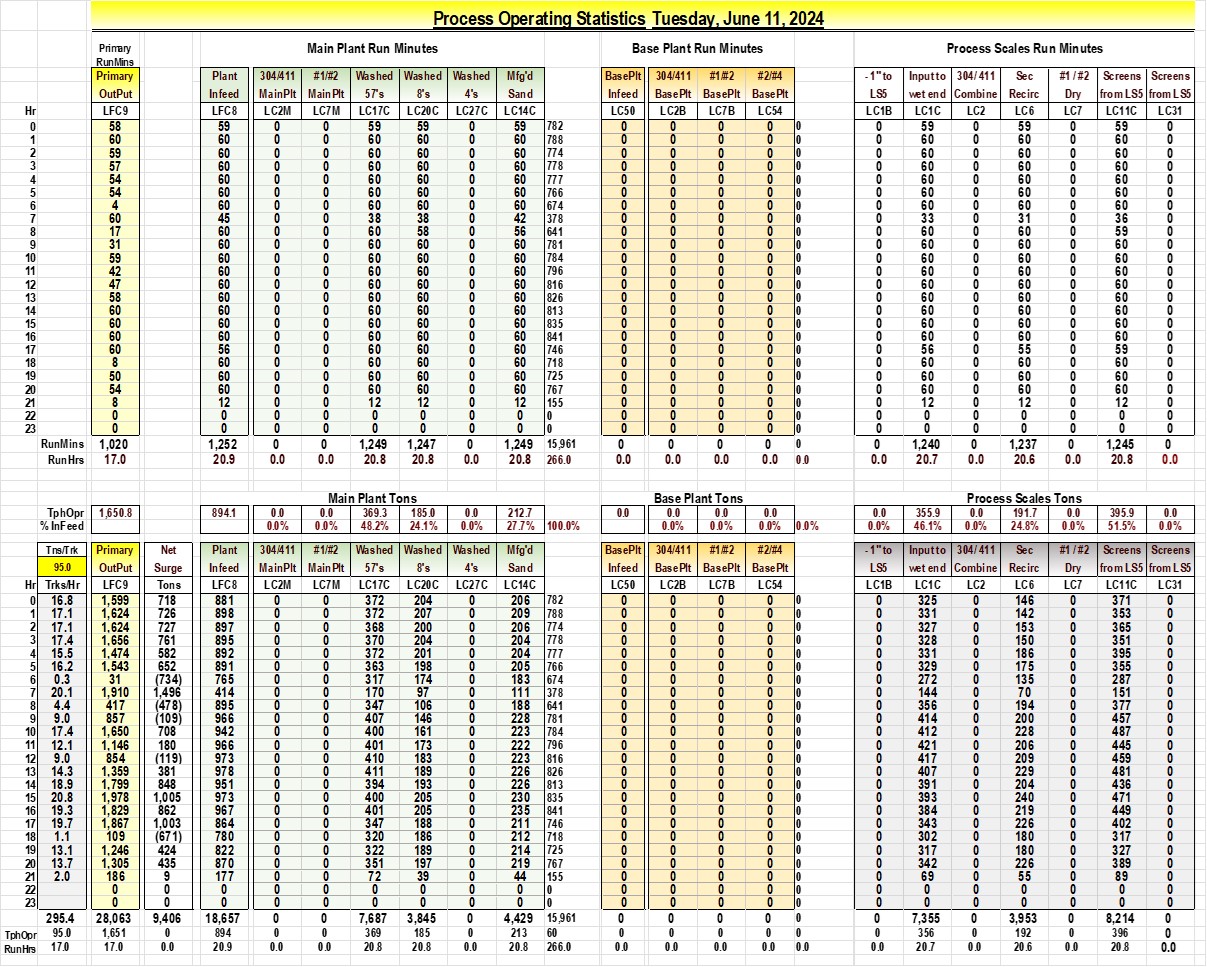 Process Operating Statistics Tuesday, June 11, 2024
Primary Main Plant Run Minutes Base Plant Run Minutes Process Scales Run Minutes
RunMins
Primary Plant 304/411 #1/#2 Washed Washed Washed Mfg'd BasePlt 304/411 #1/#2 #2/#4 -1" to Input to 304/411 Sec #1/#2 Screens Screens
OutPut Infeed MainPlt MainPlt 57's 8's 4's Sand Infeed BasePlt BasePlt BasePlt LS5 wet end Combine Recirc Dry from LS5 from LS5
Hr LFC9 LFC8 LC2M LC7M LC17C LC20C LC27C LC14C LC50 LC2B LC7B LC54 LC1B LC1C LC2 LC6 LC7 LC11C LC31
0 58 59 0 0 59 59 0 59 782 0 0 0 0 0 0 59 0 59 0 59 0
1 60 60 0 0 60 60 0 60 788 0 0 0 0 0 0 60 0 60 0 60 0
2 59 60 0 0 60 60 0 60 774 0 0 0 0 0 0 60 0 60 0 60 0
3 57 60 0 0 60 60 0 60 778 0 0 0 0 0 0 60 0 60 0 60 0
4 54 60 0 0 60 60 0 60 777 0 0 0 0 0 0 60 0 60 0 60 0
5 54 60 0 0 60 60 0 60 766 0 0 0 0 0 0 60 0 60 0 60 0
6 4 60 0 0 60 60 0 60 674 0 0 0 0 0 0 60 0 60 0 60 0
7 60 45 0 0 38 38 0 42 378 0 0 0 0 0 0 33 0 31 0 36 0
8 17 60 0 0 60 58 0 56 641 0 0 0 0 0 0 60 0 60 0 59 0
9 31 60 0 0 60 60 0 60 781 0 0 0 0 0 0 60 0 60 0 60 0
10 59 60 0 0 60 60 0 60 784 0 0 0 0 0 0 60 0 60 0 60 0
11 42 60 0 0 60 60 0 60 796 0 0 0 0 0 0 60 0 60 0 60 0
12 47 60 0 0 60 60 0 60 816 0 0 0 0 0 0 60 0 60 0 60 0
13 58 60 0 0 60 60 0 60 826 0 0 0 0 0 0 60 0 60 0 60 0
14 60 60 0 0 60 60 0 60 813 0 0 0 0 0 0 60 0 60 0 60 0
15 60 60 0 0 60 60 0 60 835 0 0 0 0 0 0 60 0 60 0 60 0
16 60 60 0 0 60 60 0 60 841 0 0 0 0 0 0 60 0 60 0 60 0
17 60 56 0 0 60 60 0 60 746 0 0 0 0 0 0 56 0 55 0 59 0
18 8 60 0 0 60 60 0 60 718 0 0 0 0 0 0 60 0 60 0 60 0
19 50 60 0 0 60 60 0 60 725 0 0 0 0 0 0 60 0 60 0 60 0
20 54 60 0 0 60 60 0 60 767 0 0 0 0 0 0 60 0 60 0 60 0
21 8 12 0 0 12 12 0 12 155 0 0 0 0 0 0 12 0 12 0 12 0
22 0 0 0 0 0 0 0 0 0 0 0 0 0 0 0 0 0 0 0 0 0
23 0 0 0 0 0 0 0 0 0 0 0 0 0 0 0 0 0 0 0 0 0
RunMins 1,020 1,252 0 0 1,249 1,247 0 1,249 15,961 0 0 0 0 0 0 1,240 0 1,237 0 1,245 0
RunHrs 17.0 20.9 0.0 0.0 20.8 20.8 0.0 20.8 266.0 0.0 0.0 0.0 0.0 0.0 0.0 20.7 0.0 20.6 0.0 20.8 0.0
Main Plant Tons Base Plant Tons Process Scales Tons
TphOpr 1,650.8 894.1 0.0 0.0 369.3 185.0 0.0 212.7 0.0 0.0 0.0 0.0 0.0 355.9 0.0 191.7 0.0 395.9 0.0
% InFeed 0.0% 0.0% 48.2% 24.1% 0.0% 27.7% 100.0% 0.0% 0.0% 0.0% 0.0% 0.0% 46.1% 0.0% 24.8% 0.0% 51.5% 0.0%
Tns/Trk Primary Net Plant 304/411 #1/#2 Washed Washed Washed Mfg'd BasePlt 304/411 #1/#2 #2/#4 -1" to Input to 304/411 Sec #1/#2 Screens Screens
95.0 OutPut Surge Infeed MainPlt MainPlt 57's 8's 4's Sand Infeed BasePlt BasePlt BasePlt LS5 wet end Combine Recirc Dry from LS5 from LS5
Hr Trks/Hr LFC9 Tons LFC8 LC2M LC7M LC17C LC20C LC27C LC14C LC50 LC2B LC7B LC54 LC1B LC1C LC2 LC6 LC7 LC11C LC31
0 16.8 1,599 718 881 0 0 372 204 0 206 782 0 0 0 0 0 0 325 0 146 0 371 0
1 17.1 1,624 726 898 0 0 372 207 0 209 788 0 0 0 0 0 0 331 0 142 0 353 0
2 17.1 1,624 727 897 0 0 368 200 0 206 774 0 0 0 0 0 0 327 0 153 0 365 0
3 17.4 1,656 761 895 0 0 370 204 0 204 778 0 0 0 0 0 0 328 0 150 0 351 0
4 15.5 1,474 582 892 0 0 372 201 0 204 777 0 0 0 0 0 0 331 0 186 0 395 0
5 16.2 1,543 652 891 0 0 363 198 0 205 766 0 0 0 0 0 0 329 0 175 0 355 0
6 0.3 31 (734) 765 0 0 317 174 0 183 674 0 0 0 0 0 0 272 0 135 0 287 0
7 20.1 1,910 1,496 414 0 0 170 97 0 111 378 0 0 0 0 0 0 144 0 70 0 151 0
8 4.4 417 (478) 895 0 0 347 106 0 188 641 0 0 0 0 0 0 356 0 194 0 377 0
9 9.0 857 (109) 966 0 0 407 146 0 228 781 0 0 0 0 0 0 414 0 200 0 457 0
10 17.4 1,650 708 942 0 0 400 161 0 223 784 0 0 0 0 0 0 412 0 228 0 487 0
11 12.1 1,146 180 966 0 0 401 173 0 222 796 0 0 0 0 0 0 421 0 206 0 445 0
12 9.0 854 (119) 973 0 0 410 183 0 223 816 0 0 0 0 0 0 417 0 209 0 459 0
13 14.3 1,359 381 978 0 0 411 189 0 226 826 0 0 0 0 0 0 407 0 229 0 481 0
14 18.9 1,799 848 951 0 0 394 193 0 226 813 0 0 0 0 0 0 391 0 204 0 436 0
15 20.8 1,978 1,005 973 0 0 400 205 0 230 835 0 0 0 0 0 0 393 0 240 0 471 0
16 19.3 1,829 862 967 0 0 401 205 0 235 841 0 0 0 0 0 0 384 0 219 0 449 0
17 19.7 1,867 1,003 864 0 0 347 188 0 211 746 0 0 0 0 0 0 343 0 226 0 402 0
18 1.1 109 (671) 780 0 0 320 186 0 212 718 0 0 0 0 0 0 302 0 180 0 317 0
19 13.1 1,246 424 822 0 0 322 189 0 214 725 0 0 0 0 0 0 317 0 180 0 327 0
20 13.7 1,305 435 870 0 0 351 197 0 219 767 0 0 0 0 0 0 342 0 226 0 389 0
21 2.0 186 9 177 0 0 72 39 0 44 155 0 0 0 0 0 0 69 0 55 0 89 0
22 0 0 0 0 0 0 0 0 0 0 0 0 0 0 0 0 0 0 0 0 0 0
23 0 0 0 0 0 0 0 0 0 0 0 0 0 0 0 0 0 0 0 0 0 0
295.4 28,063 9,406 18,657 0 0 7,687 3,845 0 4,429 15,961 0 0 0 0 0 0 7,355 0 3,953 0 8,214 0
TphOpr 95.0 1,651 0 894 0 0 369 185 0 213 60 0 0 0 0 0 0 356 0 192 0 396 0
RunHrs 17.0 17.0 0.0 20.9 0.0 0.0 20.8 20.8 0.0 20.8 266.0 0.0 0.0 0.0 0.0 0.0 0.0 20.7 0.0 20.6 0.0 20.8 0.0